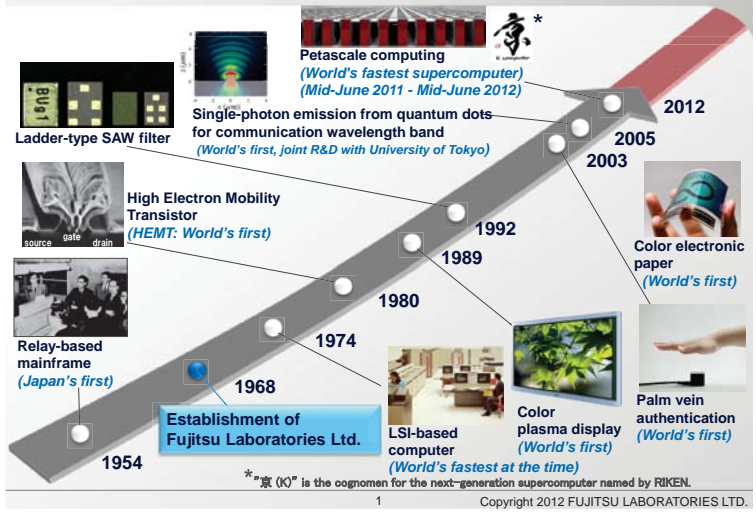 *
京
K computer
Petascale computing
(World's fastest supercomputer)
(Mid-June 2011 - Mid-June 2012)
z (μm)
x (μm)
BUg1
Ladder-type SAW filter
Single-photon emission from quantum dots
for communication wavelength band
(World's first, joint R&D with University of Tokyo)
2012
2005
2003
High Electron Mobility
Transistor
(HEMT: World's first)
source gate drain
1992
1989
1980
1974
1968
1954
Color electronic
paper
(World's first)
Relay-based
mainframe
(Japan's first)
Establishment of
Fujitsu Laboratories Ltd.
LSI-based
computer
(World's fastest at the time)
Color
plasma display
(World's first)
Palm vein
authentication
(World's first)
*"京 (K)" is the cognomen for the next-generation supercomputer named by RIKEN.
1
Copyright 2012 FUJITSU LABORATORIES LTD.